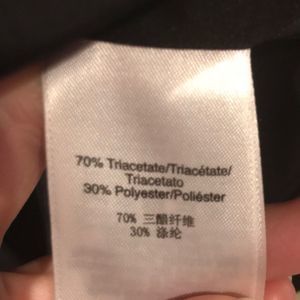 70% Triacetate/Triacétate/
Triacetato
30% Polyester/Poliéster
70% 三醋纤维
30% 涤纶